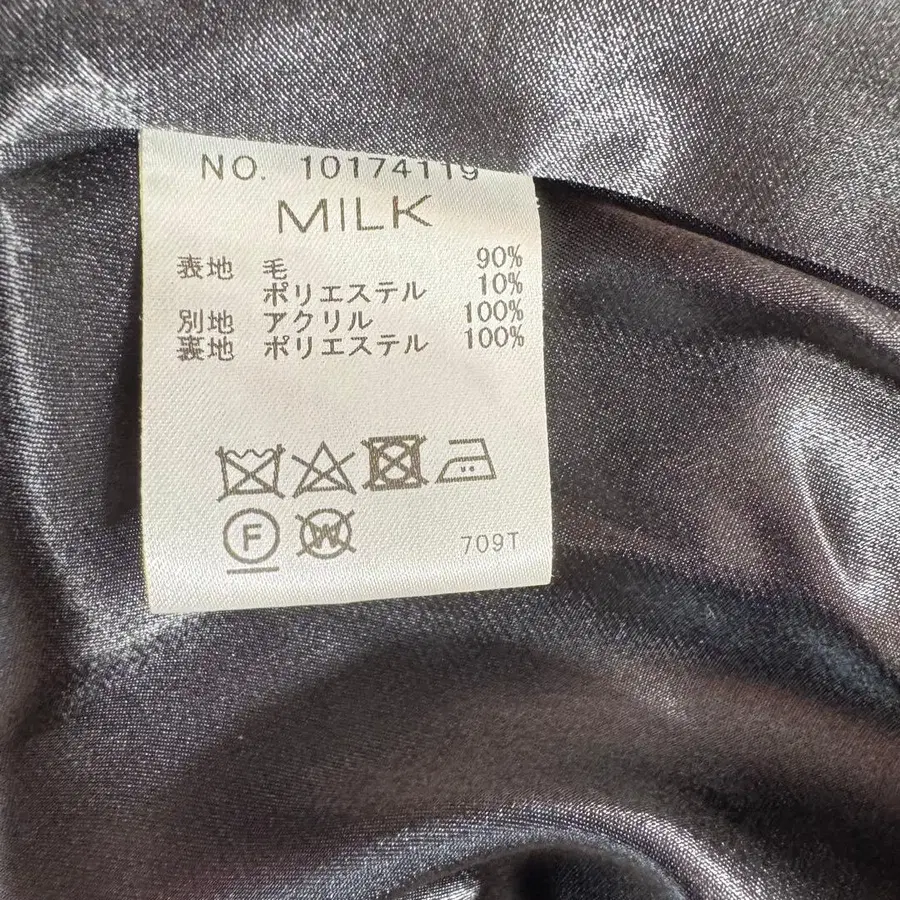 NO. 10174119
MILK
表地 毛 90%
ポリエステル 10%
別地 アクリル 100%
裏地 ポリエステル 100%
F W
709T